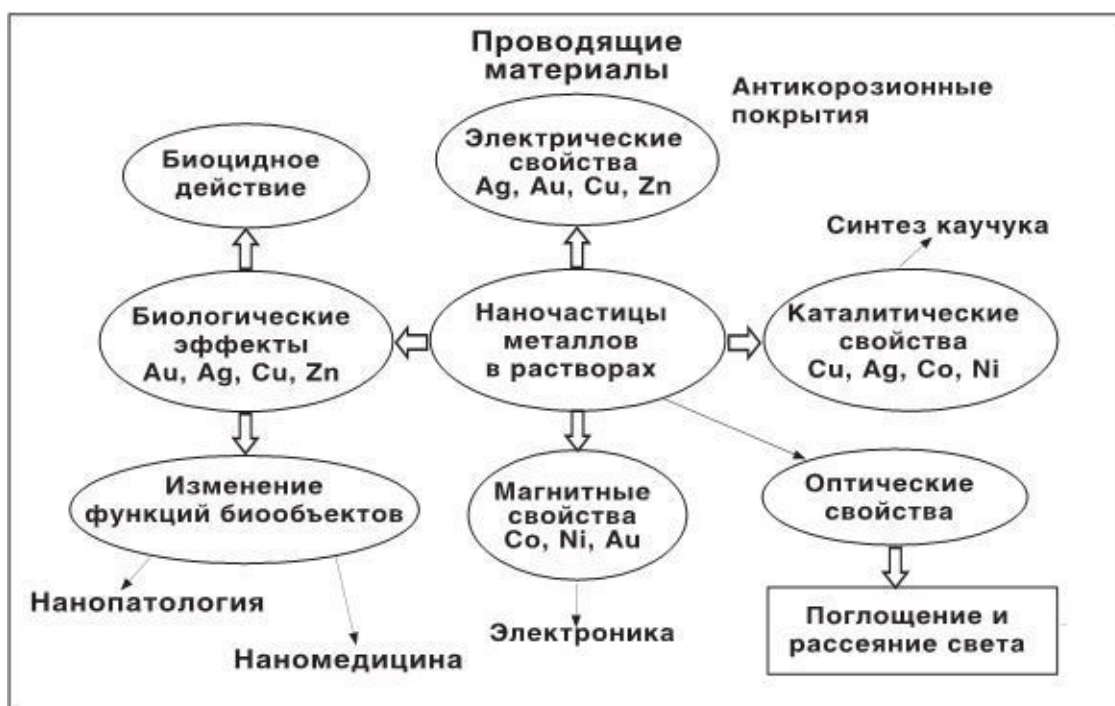 Проводящие
материалы
Антикорозионные
покрытия
Электрические
свойства
Ag, Au, Cu, Zn
Биоцидное
действие
Синтез каучука
Биологические
эффекты
Au, Ag, Cu, Zn
Наночастицы
металлов
в растворах
Каталитические
свойства
Cu, Ag, Co, Ni
Изменение
функций биообъектов
Магнитные
свойства
Co, Ni, Au
Оптические
свойства
Нанопатология
Наномедицина
Электроника
Поглощение и
рассеяние света